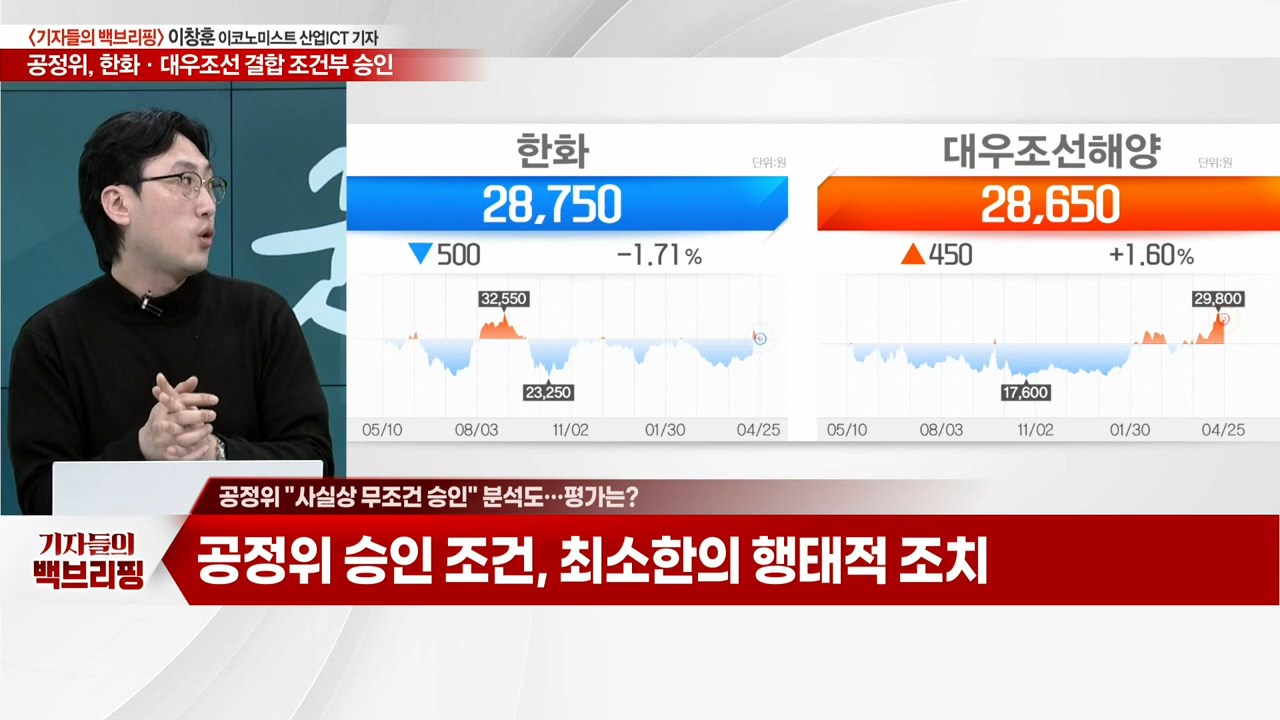 <기자들의 백브리핑> 이창훈 이코노미스트 산업ICT 기자
공정위, 한화 · 대우조선 결합 조건부 승인
한화
단위:원
28,750
▼500 -1.71%
32,550
23,250
05/10 08/03 11/02 01/30 04/25
대우조선해양
단위:원
28,650
▲450 +1.60%
29,800
17,600
05/10 08/03 11/02 01/30 04/25
공정위 "사실상 무조건 승인" 분석도…평가는?
기자들의
백브리핑
공정위 승인 조건, 최소한의 행태적 조치